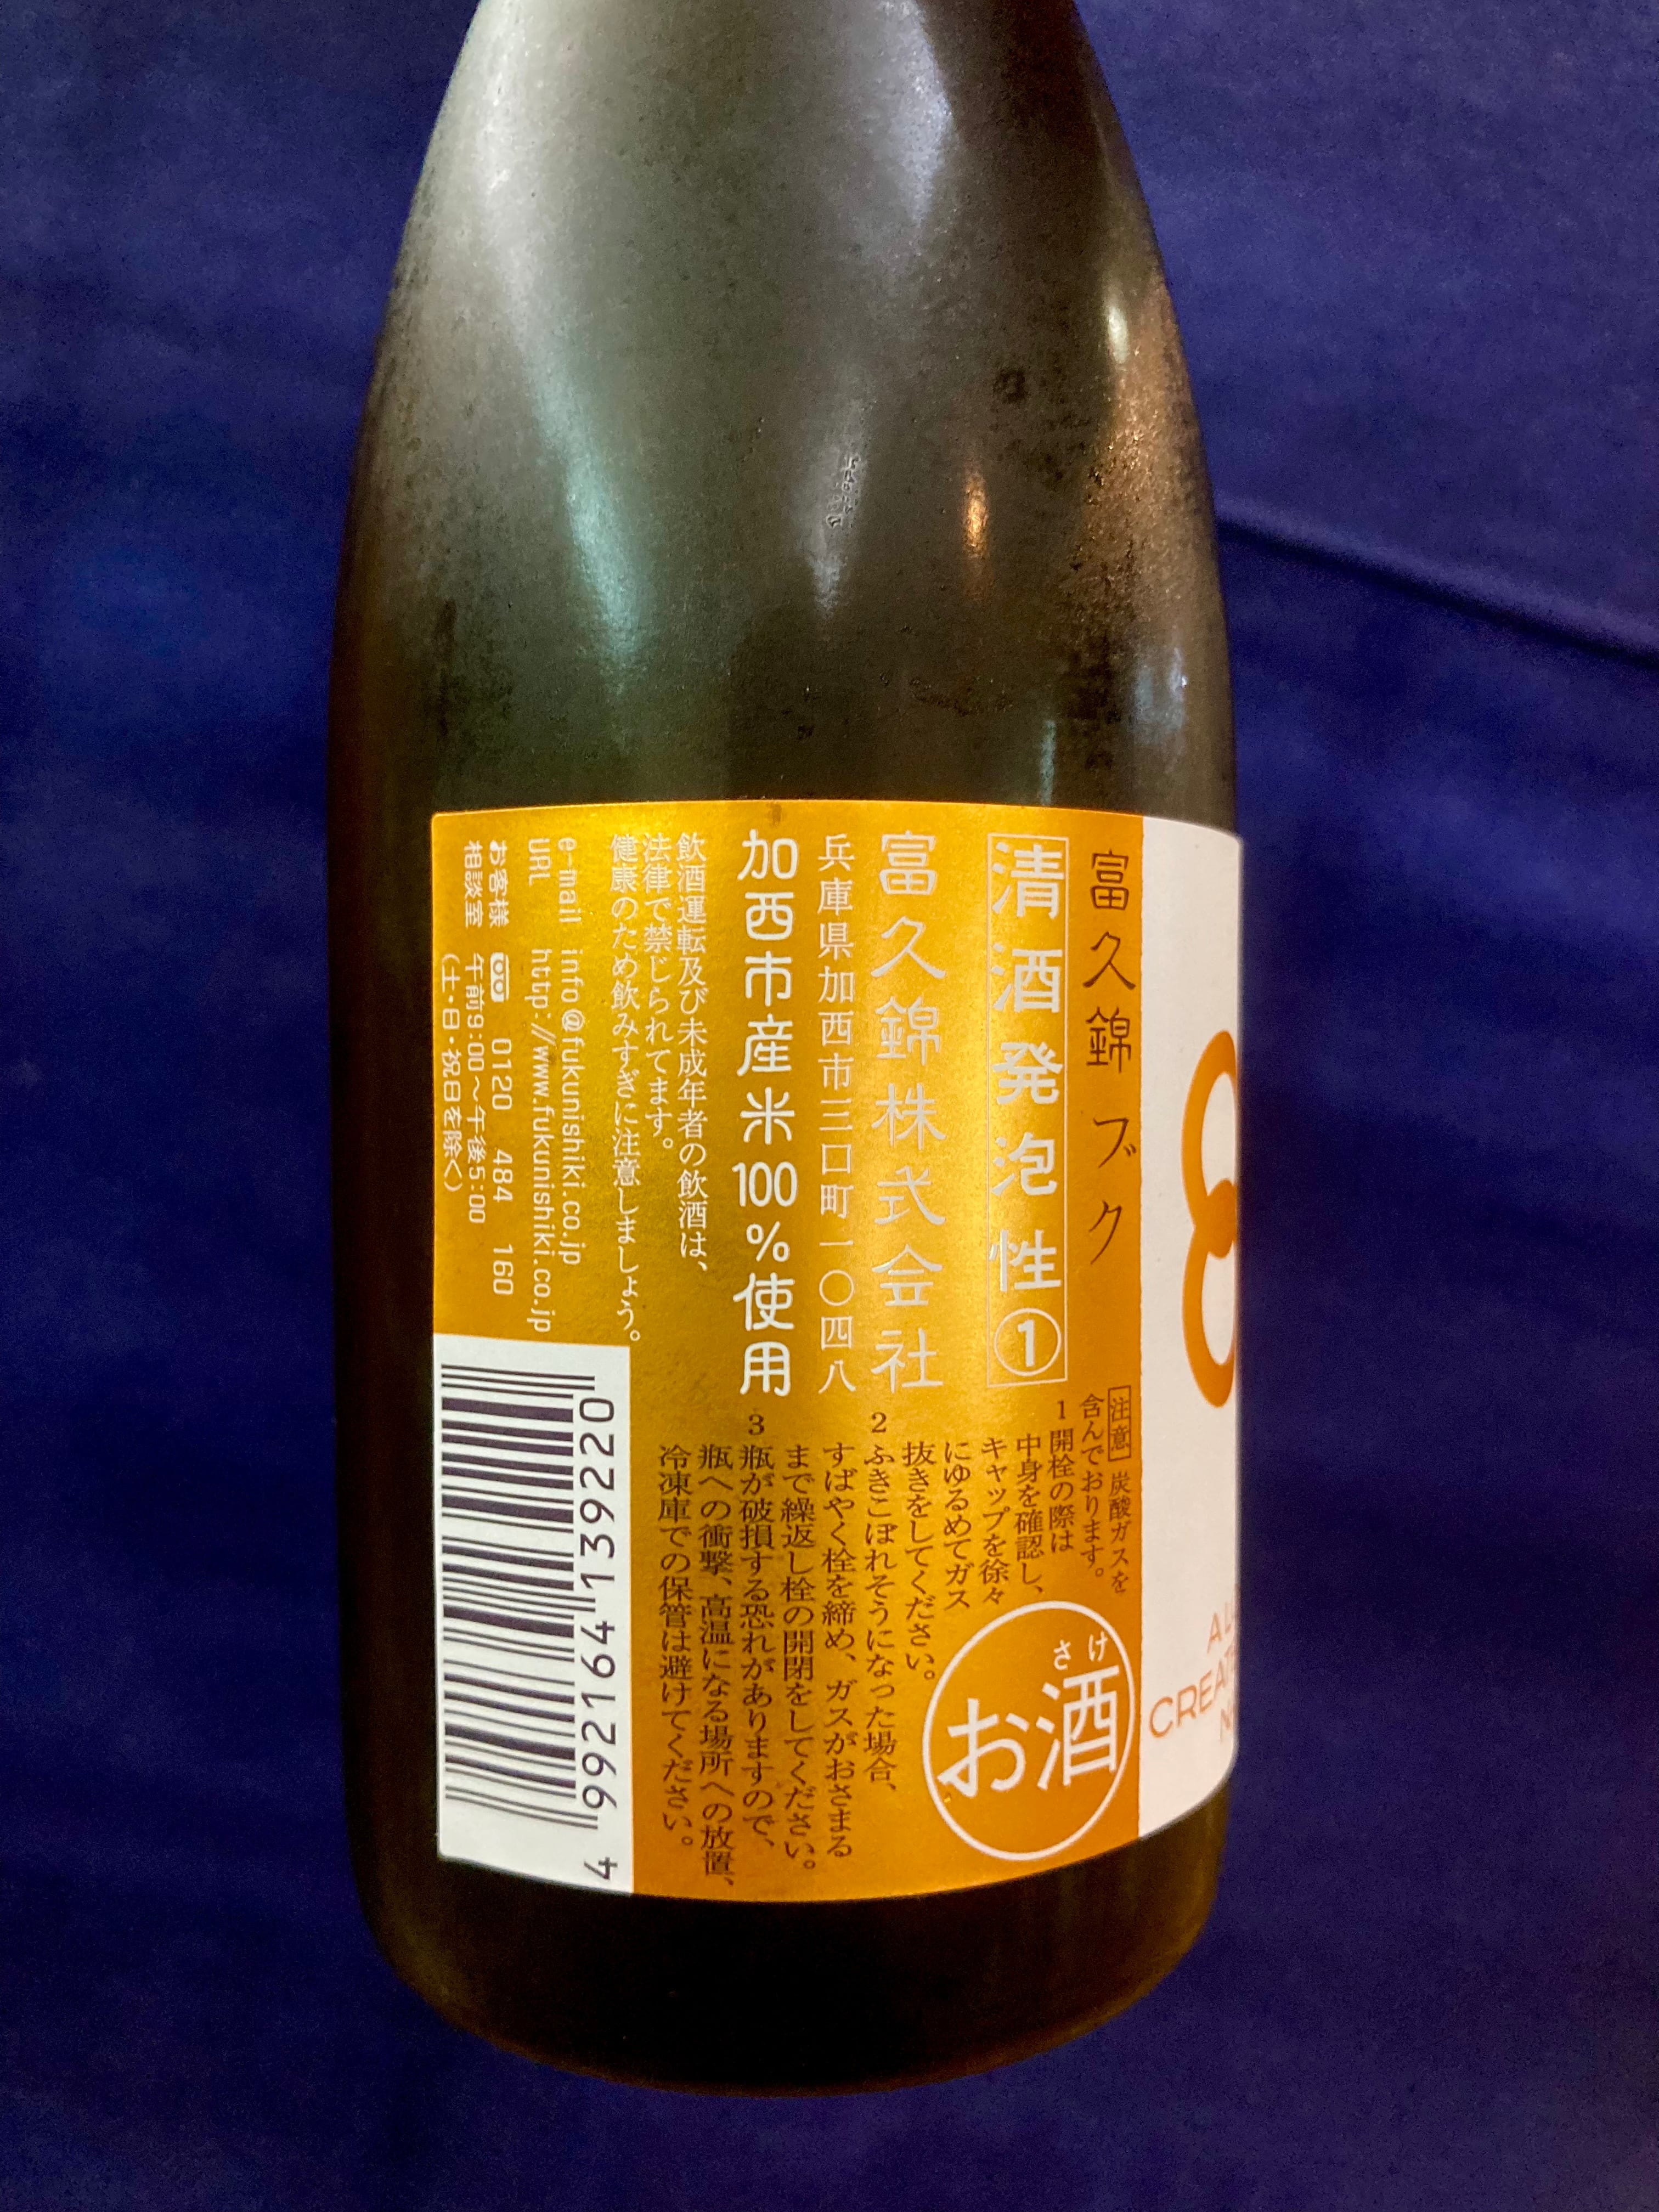 8
富久錦 ブク
清酒発泡性①
富久錦株式会社
兵庫県加西市三口町一〇四八
加西市産米100%使用
飲酒運転及び未成年者の飲酒は、
法律で禁じられてます。
健康のため飲みすぎに注意しましょう。
e-mail info@fukunishiki.co.jp
URL http://www.fukunishiki.co.jp
お客様 0120 484 160
相談室 午前9:00～午後5:00
(土・日・祝日を除く)
注意 炭酸ガスを
含んでおります。
1 開栓の際は
中身を確認し、
キャップを徐々
にゆるめてガス
抜きをしてください。
2 ふきこぼれそうになった場合、
すばやく栓を締め、ガスがおさまる
まで繰返し栓の開閉をしてください。
3 瓶が破損する恐れがありますので、
瓶への衝撃、高温になる場所への放置、
冷凍庫での保管は避けてください。
さけ
お酒
4 992164 139220